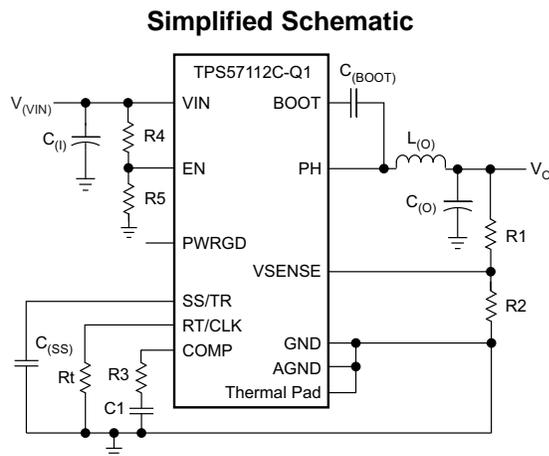 Simplified Schematic
TPS57112C-Q1
V(VIN)
C(I)
R4
R5
VIN
EN
PWRGD
SS/TR
RT/CLK
COMP
BOOT
PH
VSENSE
GND
AGND
Thermal Pad
C(BOOT)
L(O)
C(O)
VO
R1
R2
C(SS)
Rt
R3
C1